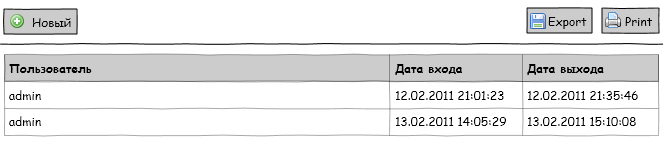 Новый Export Print
Пользователь Дата входа Дата выхода
admin 12.02.2011 21:01:23 12.02.2011 21:35:46
admin 13.02.2011 14:05:29 13.02.2011 15:10:08